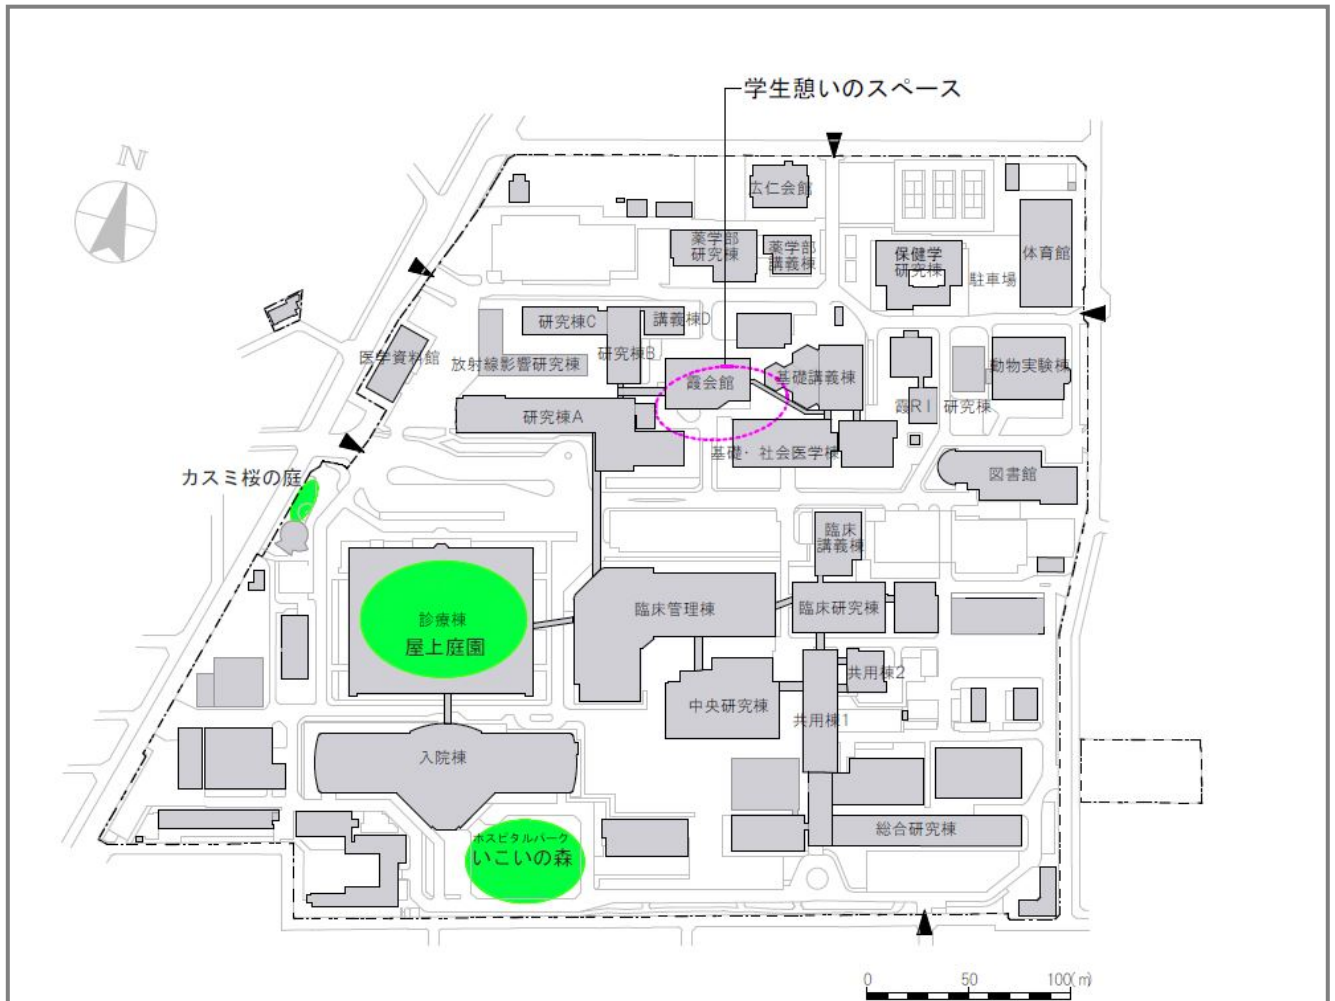 学生憩いのスペース
N
広仁会館
薬学部
研究棟
薬学部
講義棟
保健学
研究棟
体育館
駐車場
研究棟C
講義棟D
研究棟B
医学資料館
放射線影響研究棟
霞会館
基礎講義棟
動物実験棟
霞RI 研究棟
研究棟A
基礎・社会医学棟
図書館
カスミ桜の庭
臨床
講義棟
診療棟
屋上庭園
臨床管理棟
臨床研究棟
共用棟2
中央研究棟
共用棟1
入院棟
総合研究棟
ホスピタルパーク
いこいの森
0 50 100(m)